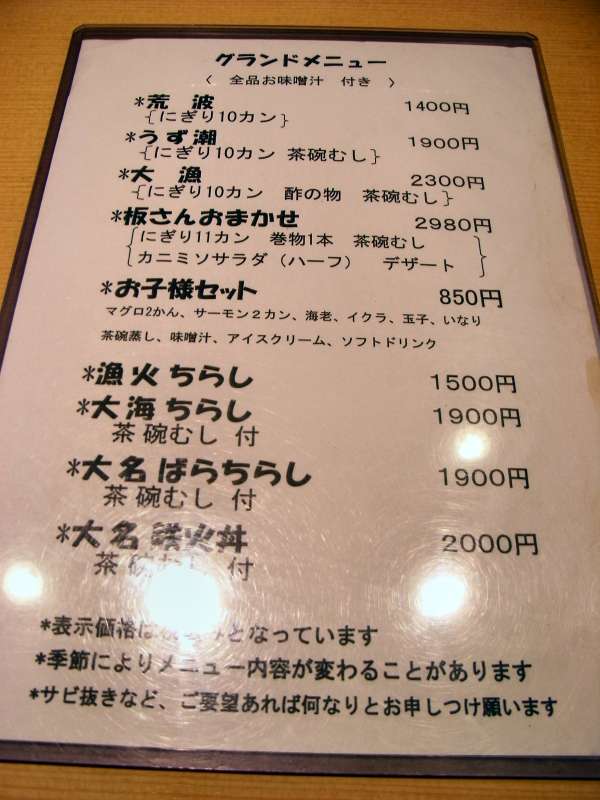 グランドメニュー
〈 全品お味噌汁 付き 〉
*荒 波 1400円
{にぎり10カン}
*うず潮 1900円
{にぎり10カン 茶碗むし}
*大 漁 2300円
{にぎり10カン 酢の物 茶碗むし}
*板さんおまかせ 2980円
{にぎり11カン 巻物1本 茶碗むし
カニミソサラダ(ハーフ) デザート}
*お子様セット 850円
マグロ2かん、サーモン2カン、海老、イクラ、玉子、いなり
茶碗蒸し、味噌汁、アイスクリーム、ソフトドリンク
*漁火ちらし 1500円
*大海ちらし 1900円
茶碗むし 付
*大名ばらちらし 1900円
茶碗むし 付
*大名鉄火丼 2000円
茶碗むし 付
*表示価格は となっています
*季節によりメニュー内容が変わることがあります
*サビ抜きなど、ご要望あれば何なりとお申しつけ願います